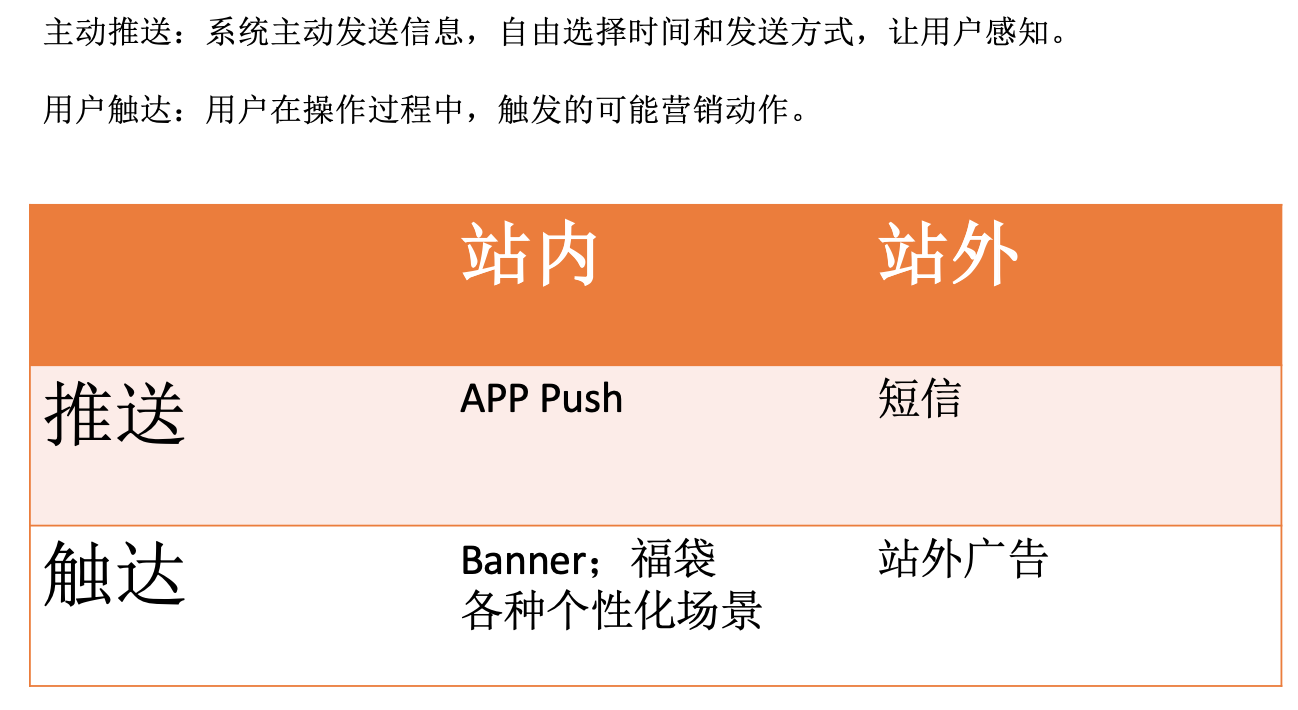 主动推送：系统主动发送信息，自由选择时间和发送方式，让用户感知。
用户触达：用户在操作过程中，触发的可能营销动作。
站内 站外
推送 APP Push 短信
触达 Banner；福袋 站外广告
各种个性化场景